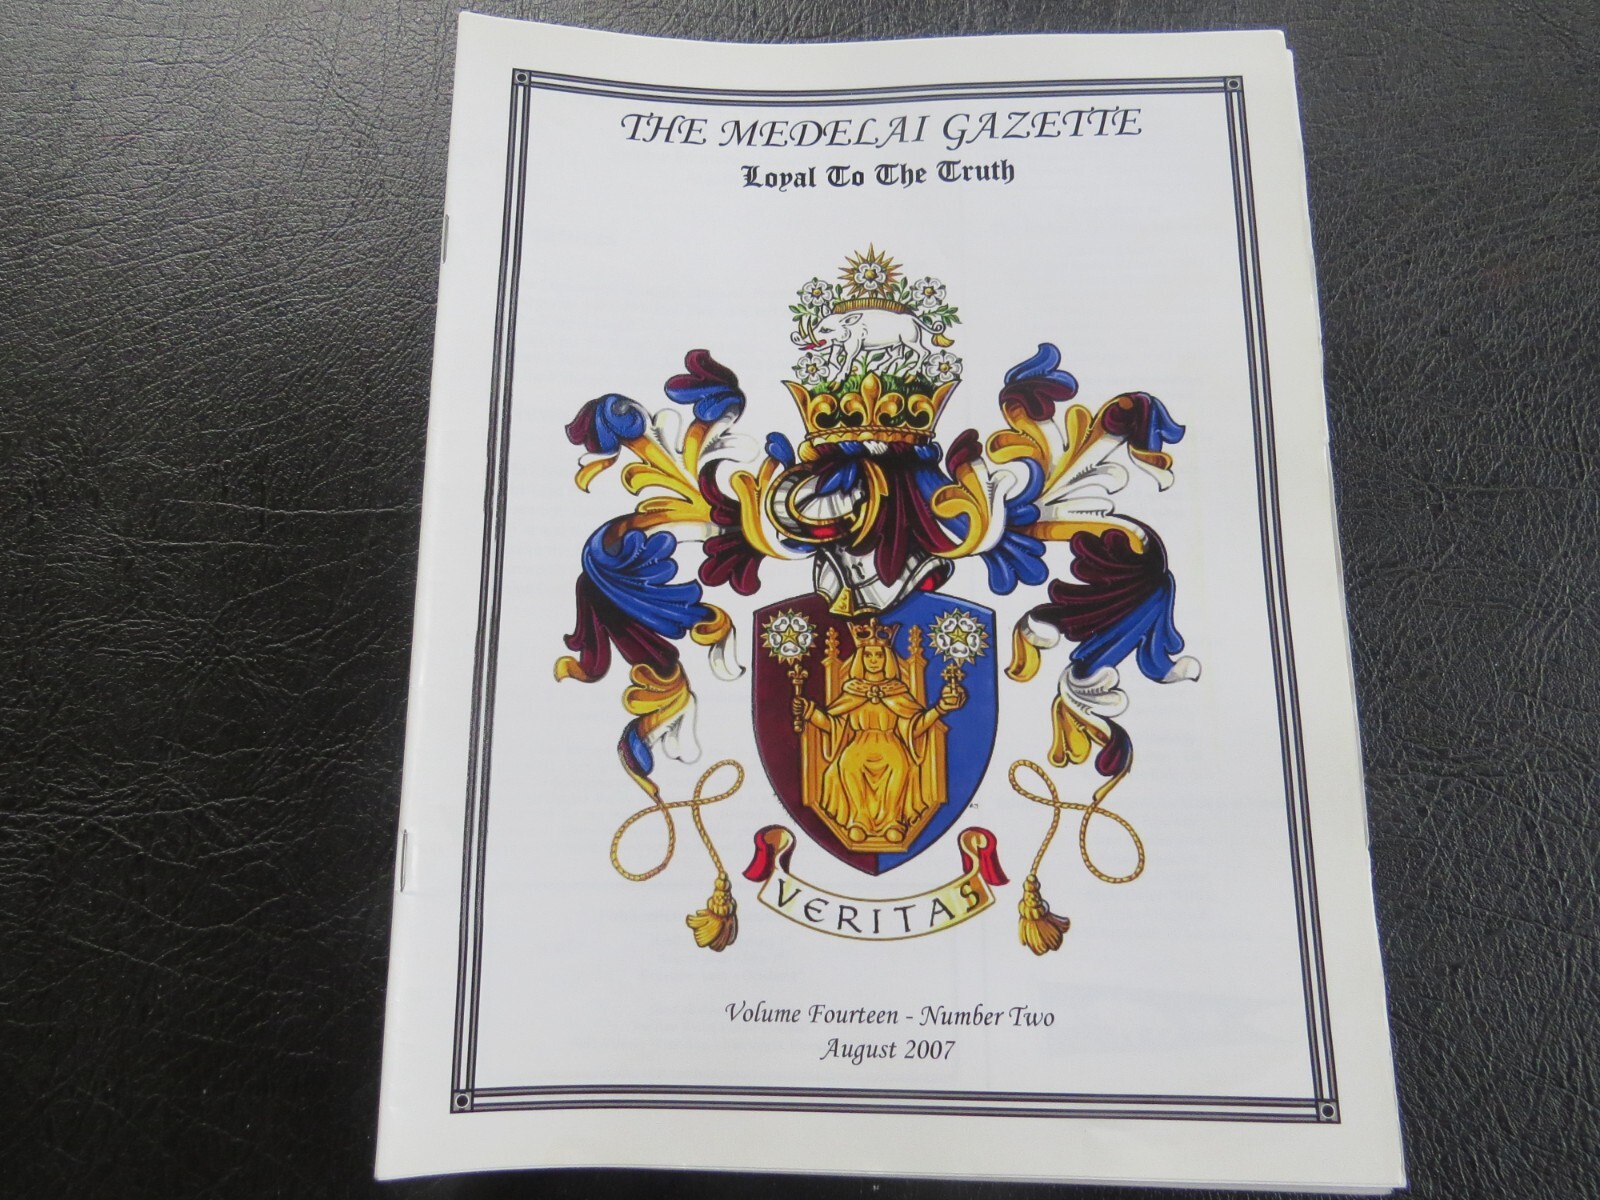 THE MEDELAI GAZETTE
Loyal To The Truth
VERITAS
Volume Fourteen - Number Two
August 2007